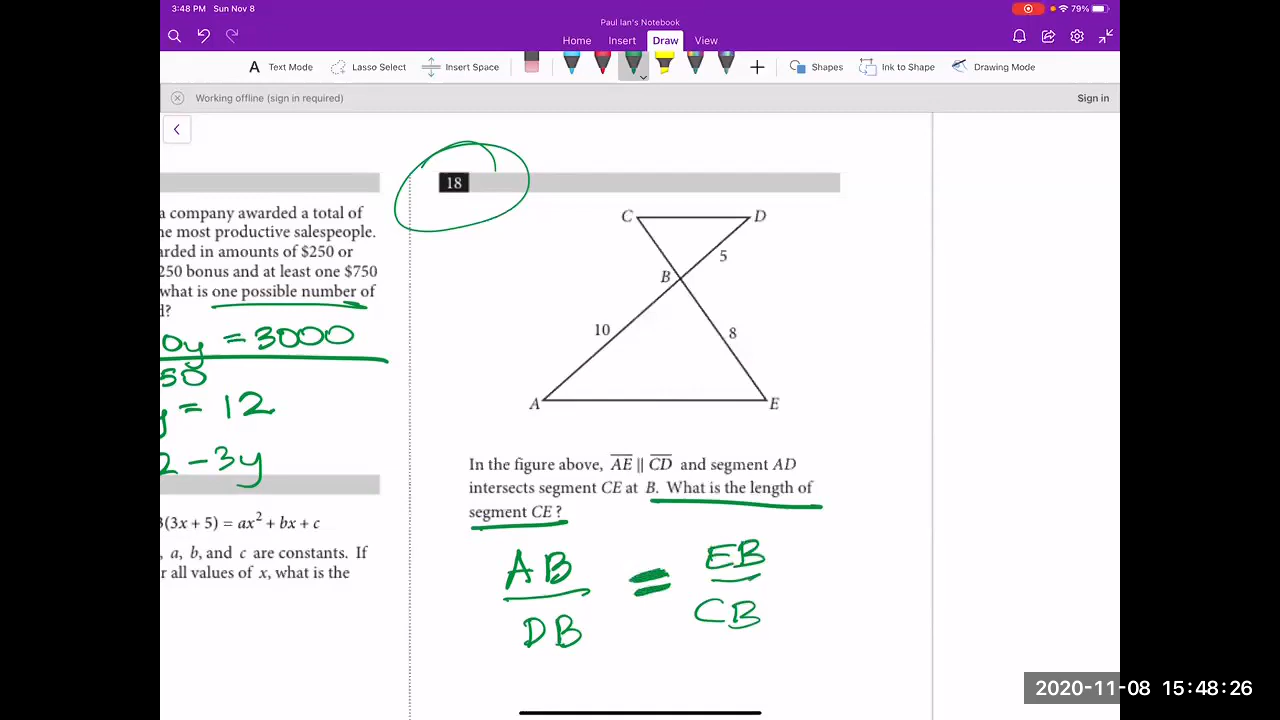 3:48 PM Sun Nov 8
79%
Paul Ian's Notebook
Home Insert Draw View
Text Mode Lasso Select Insert Space Shapes Ink to Shape Drawing Mode
Working offline (sign in required) Sign in
a company awarded a total of
ne most productive salespeople.
arded in amounts of $250 or
250 bonus and at least one $750
what is one possible number of
d?
0y = 3000
50
y = 12
2 - 3y
3(3x + 5) = ax² + bx + c
, a, b, and c are constants. If
r all values of x, what is the
18
C D
5
B
10 8
A E
In the figure above, A̅E̅ || C̅D̅ and segment AD
intersects segment CE at B. What is the length of
segment CE?
AB = EB
DB CB
2020-11-08 15:48:26